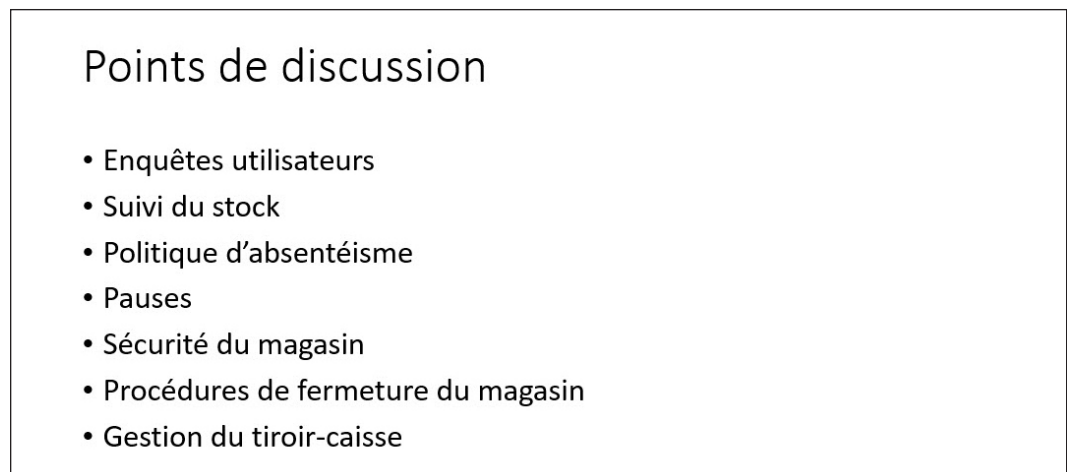 Points de discussion
• Enquêtes utilisateurs
• Suivi du stock
• Politique d’absentéisme
• Pauses
• Sécurité du magasin
• Procédures de fermeture du magasin
• Gestion du tiroir-caisse